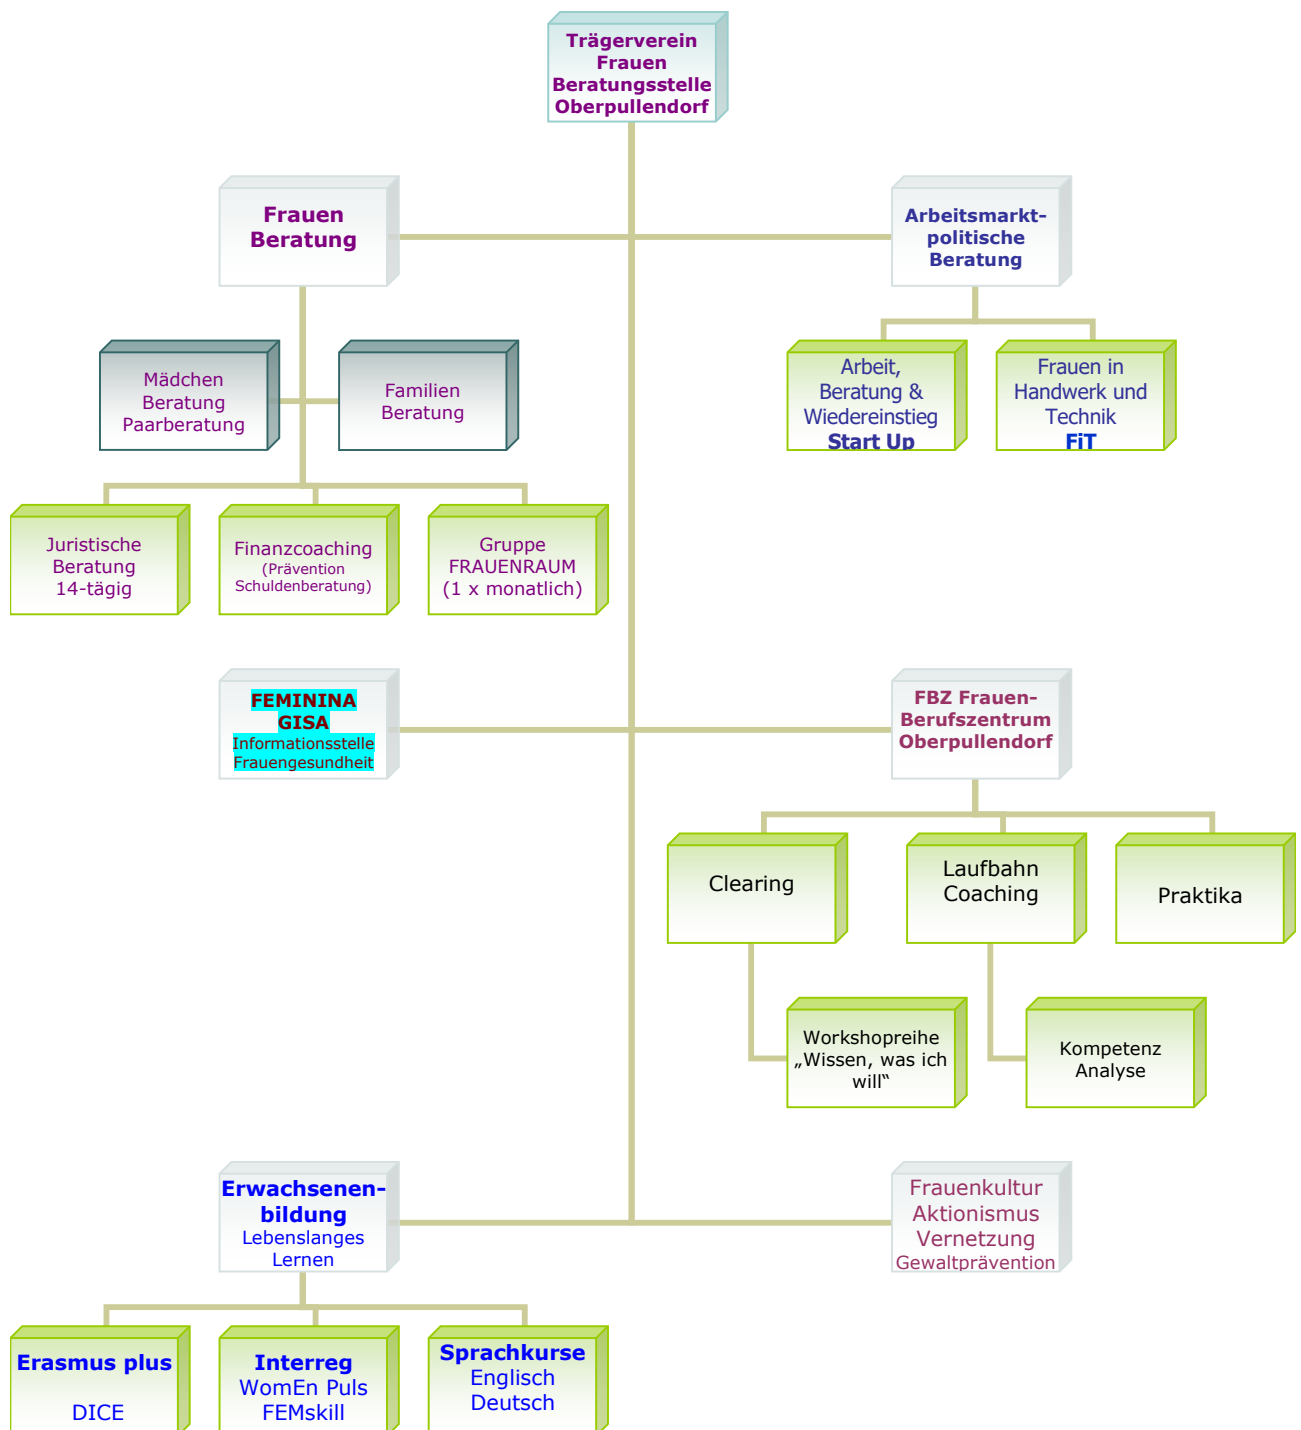 Trägerverein
Frauen
Beratungsstelle
Oberpullendorf
Frauen
Beratung
Arbeitsmarkt-
politische
Beratung
Mädchen
Beratung
Paarberatung
Familien
Beratung
Arbeit,
Beratung &
Wiedereinstieg
Start Up
Frauen in
Handwerk und
Technik
FiT
Juristische
Beratung
14-tägig
Finanzcoaching
(Prävention
Schuldenberatung)
Gruppe
FRAUENRAUM
(1 x monatlich)
FEMININA
GISA
Informationsstelle
Frauengesundheit
FBZ Frauen-
Berufszentrum
Oberpullendorf
Clearing
Laufbahn
Coaching
Praktika
Workshopreihe
„Wissen, was ich
will“
Kompetenz
Analyse
Erwachsenen-
bildung
Lebenslanges
Lernen
Frauenkultur
Aktionismus
Vernetzung
Gewaltprävention
Erasmus plus
DICE
Interreg
WomEn Puls
FEMskill
Sprachkurse
Englisch
Deutsch